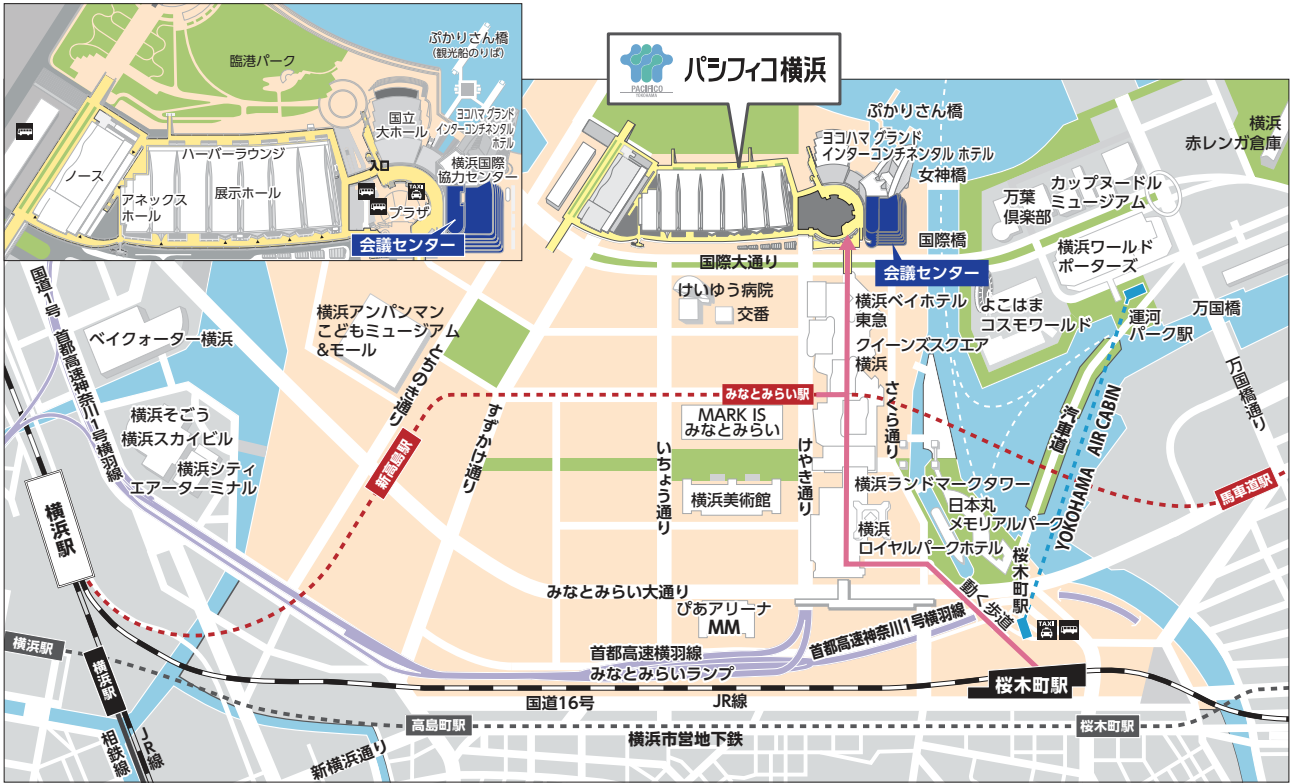 臨港パーク
ぷかりさん橋
(観光船のりば)
国立
大ホール
ヨコハマ グランド
インターコンチネンタル
ホテル
ハーバーラウンジ
入口
横浜国際
協力センター
ノース
アネックス
ホール
展示ホール
TAXI
プラザ
会議センター
PACIFICO
YOKOHAMA
パシフィコ横浜
ぷかりさん橋
ヨコハマ グランド
インターコンチネンタル ホテル
女神橋
横浜
赤レンガ倉庫
カップヌードル
ミュージアム
万葉
倶楽部
国際橋
横浜ワールド
ポーターズ
国際大通り
会議センター
けいゆう病院
交番
横浜ベイホテル
東急
クイーンズスクエア
横浜
よこはま
コスモワールド
運河
パーク駅
万国橋
万国橋通り
国道1号
首都高速神奈川1号横羽線
ベイクォーター横浜
横浜アンパンマン
こどもミュージアム
&モール
とちのき通り
すずかけ通り
みなとみらい駅
さくら通り
汽車道
YOKOHAMA AIR CABIN
横浜そごう
横浜スカイビル
横浜シティ
エアーターミナル
新高島駅
MARK IS
みなとみらい
いちょう通り
けやき通り
横浜美術館
横浜ランドマークタワー
日本丸
メモリアルパーク
馬車道駅
横浜駅
横浜
ロイヤルパークホテル
桜木町駅
動く歩道
TAXI
みなとみらい大通り
ぴあアリーナ
MM
首都高速神奈川1号横羽線
首都高速横羽線
みなとみらいランプ
横浜駅
横浜駅
桜木町駅
国道16号
JR線
高島町駅
桜木町駅
横浜市営地下鉄
新横浜通り
相鉄線
JR線